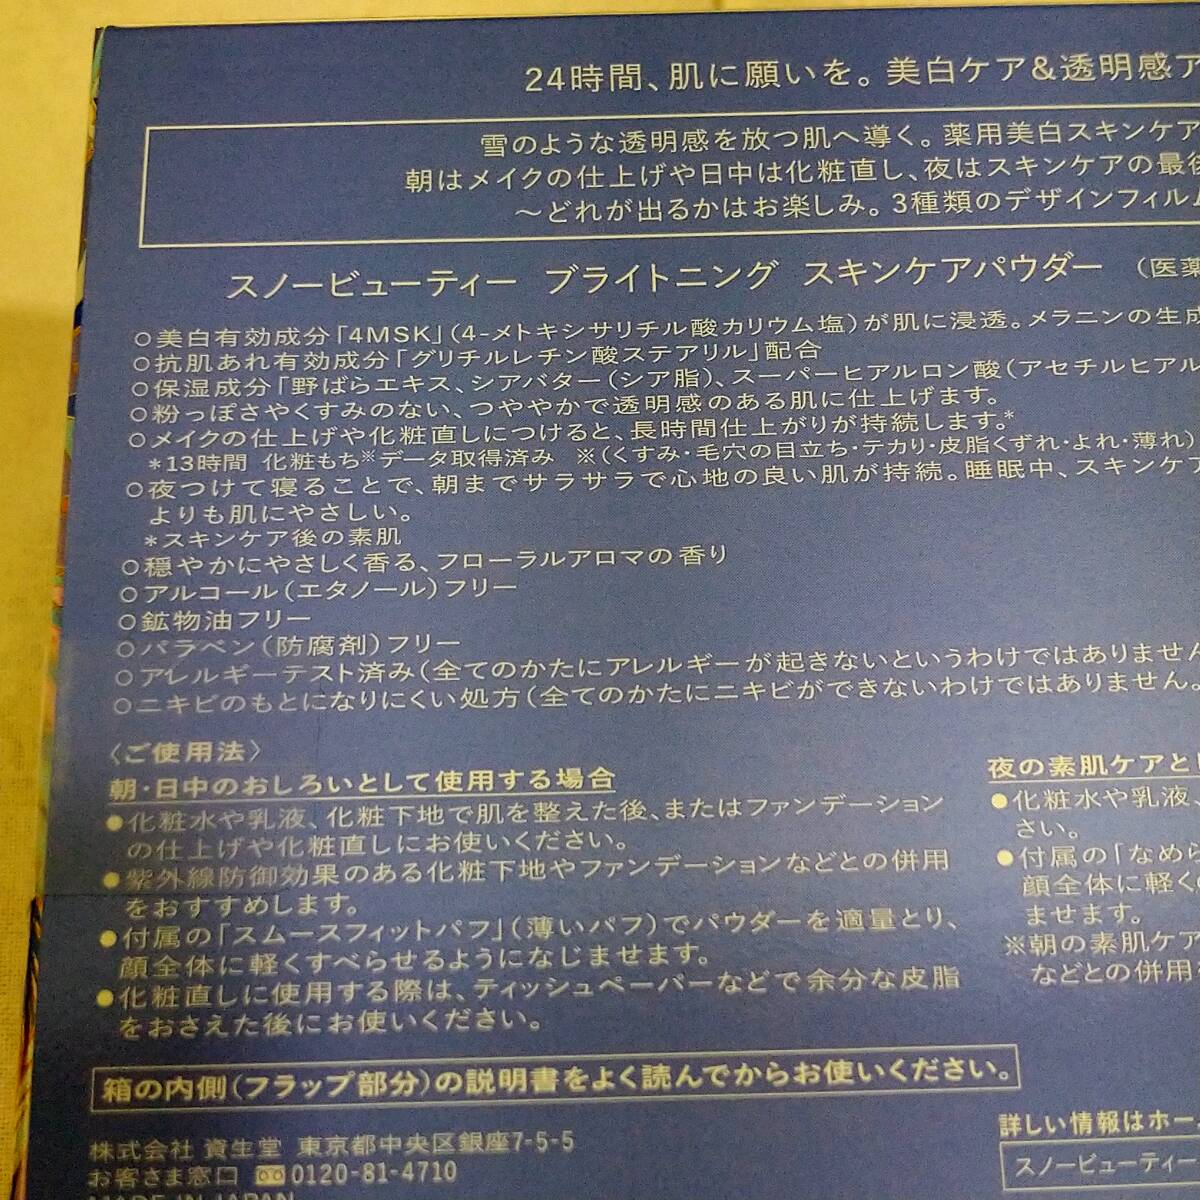 24時間、肌に願いを。美白ケア&透明感ア
雪のような透明感を放つ肌へ導く。薬用美白スキンケア
朝はメイクの仕上げや日中は化粧直し、夜はスキンケアの最後
～どれが出るかはお楽しみ。3種類のデザインフィルム
スノービューティー ブライトニング スキンケアパウダー （医薬
○美白有効成分「4MSK」（4-メトキシサリチル酸カリウム塩）が肌に浸透。メラニンの生成
○抗肌あれ有効成分「グリチルレチン酸ステアリル」配合
○保湿成分「野ばらエキス、シアバター（シア脂）、スーパーヒアルロン酸（アセチルヒアル
○粉っぽさやくすみのない、つややかで透明感のある肌に仕上げます。
○メイクの仕上げや化粧直しにつけると、長時間仕上がりが持続します。*
*13時間 化粧もち※データ取得済み ※（くすみ・毛穴の目立ち・テカリ・皮脂くずれ・よれ・薄れ）
○夜つけて寝ることで、朝までサラサラで心地の良い肌が持続。睡眠中、スキンケア
よりも肌にやさしい。
*スキンケア後の素肌
○穏やかにやさしく香る、フローラルアロマの香り
○アルコール（エタノール）フリー
○鉱物油フリー
○パラベン（防腐剤）フリー
○アレルギーテスト済み（全てのかたにアレルギーが起きないというわけではありません
○ニキビのもとになりにくい処方（全てのかたにニキビができないわけではありません。
〈ご使用法〉
朝・日中のおしろいとして使用する場合
●化粧水や乳液、化粧下地で肌を整えた後、またはファンデーション
の仕上げや化粧直しにお使いください。
●紫外線防御効果のある化粧下地やファンデーションなどとの併用
をおすすめします。
●付属の「スムースフィットパフ」（薄いパフ）でパウダーを適量とり、
顔全体に軽くすべらせるようになじませます。
●化粧直しに使用する際は、ティッシュペーパーなどで余分な皮脂
をおさえた後にお使いください。
夜の素肌ケアとし
●化粧水や乳液
さい。
●付属の「なめら
顔全体に軽く
ませます。
※朝の素肌ケア
などとの併用
箱の内側（フラップ部分）の説明書をよく読んでからお使いください。
株式会社 資生堂 東京都中央区銀座7-5-5
お客さま窓口 0120-81-4710
MADE IN JAPAN
詳しい情報はホー
スノービューティー